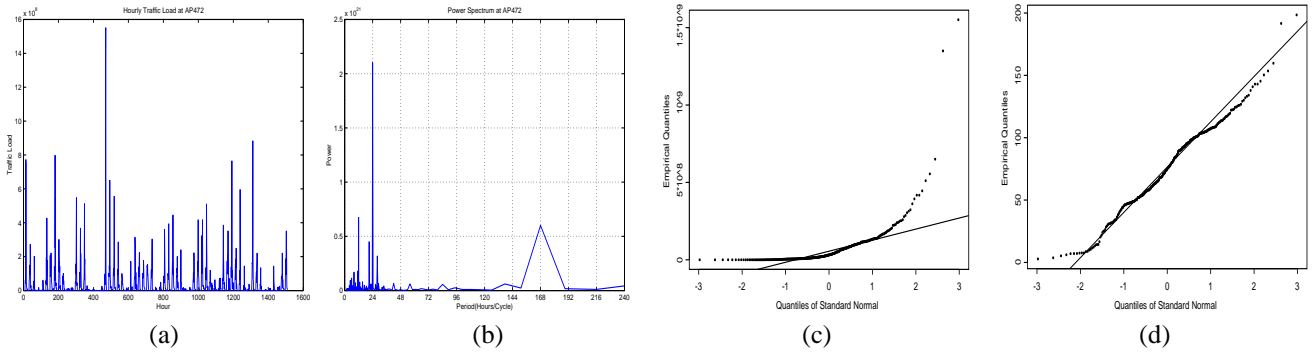 Hourly Traffic Load at AP472
x 10^8
16
14
12
10
8
6
4
2
0
Traffic Load
0 200 400 600 800 1000 1200 1400 1600
Hour
(a)
Power Spectrum at AP472
x 10^21
2.5
2
1.5
1
0.5
0
Power
0 24 48 72 96 120 144 168 192 216 240
Period(Hours/Cycle)
(b)
1.5*10^9
10^9
5*10^8
0
Empirical Quantiles
-3 -2 -1 0 1 2 3
Quantiles of Standard Normal
(c)
200
150
100
50
0
Empirical Quantiles
-3 -2 -1 0 1 2 3
Quantiles of Standard Normal
(d)